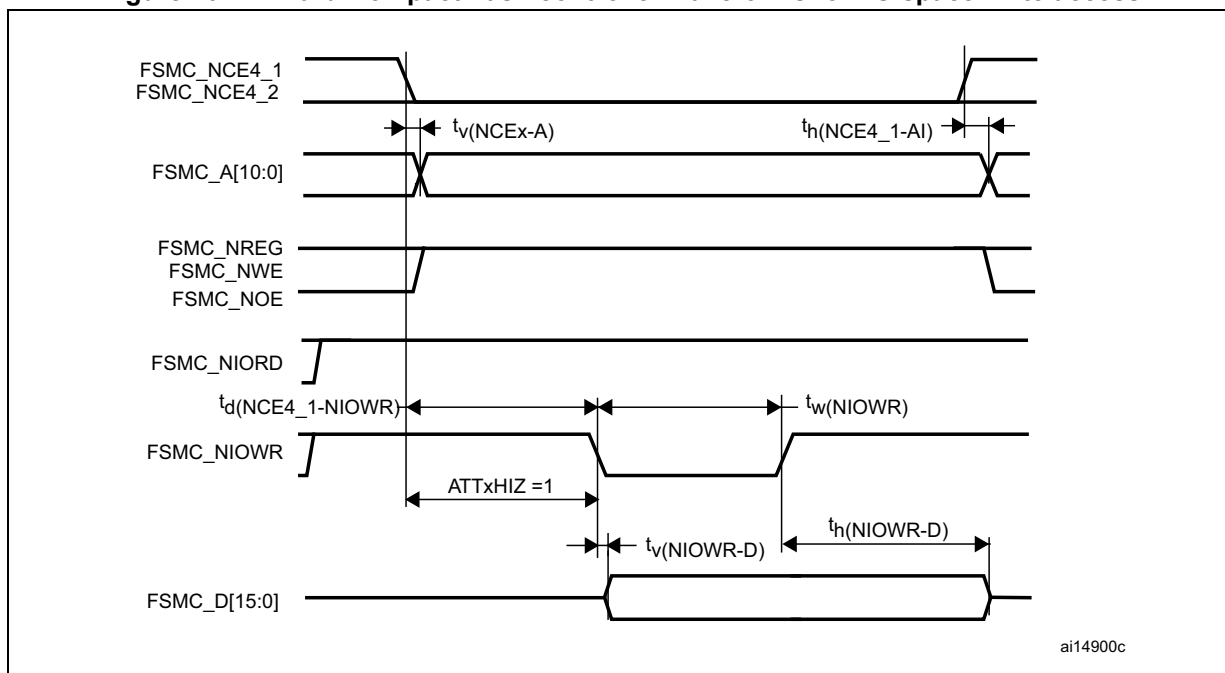 FSMC_NCE4_1
FSMC_NCE4_2
tv(NCEx-A)
th(NCE4_1-AI)
FSMC_A[10:0]
FSMC_NREG
FSMC_NWE
FSMC_NOE
FSMC_NIORD
td(NCE4_1-NIOWR)
tw(NIOWR)
FSMC_NIOWR
ATTxHIZ =1
tv(NIOWR-D)
th(NIOWR-D)
FSMC_D[15:0]
ai14900c